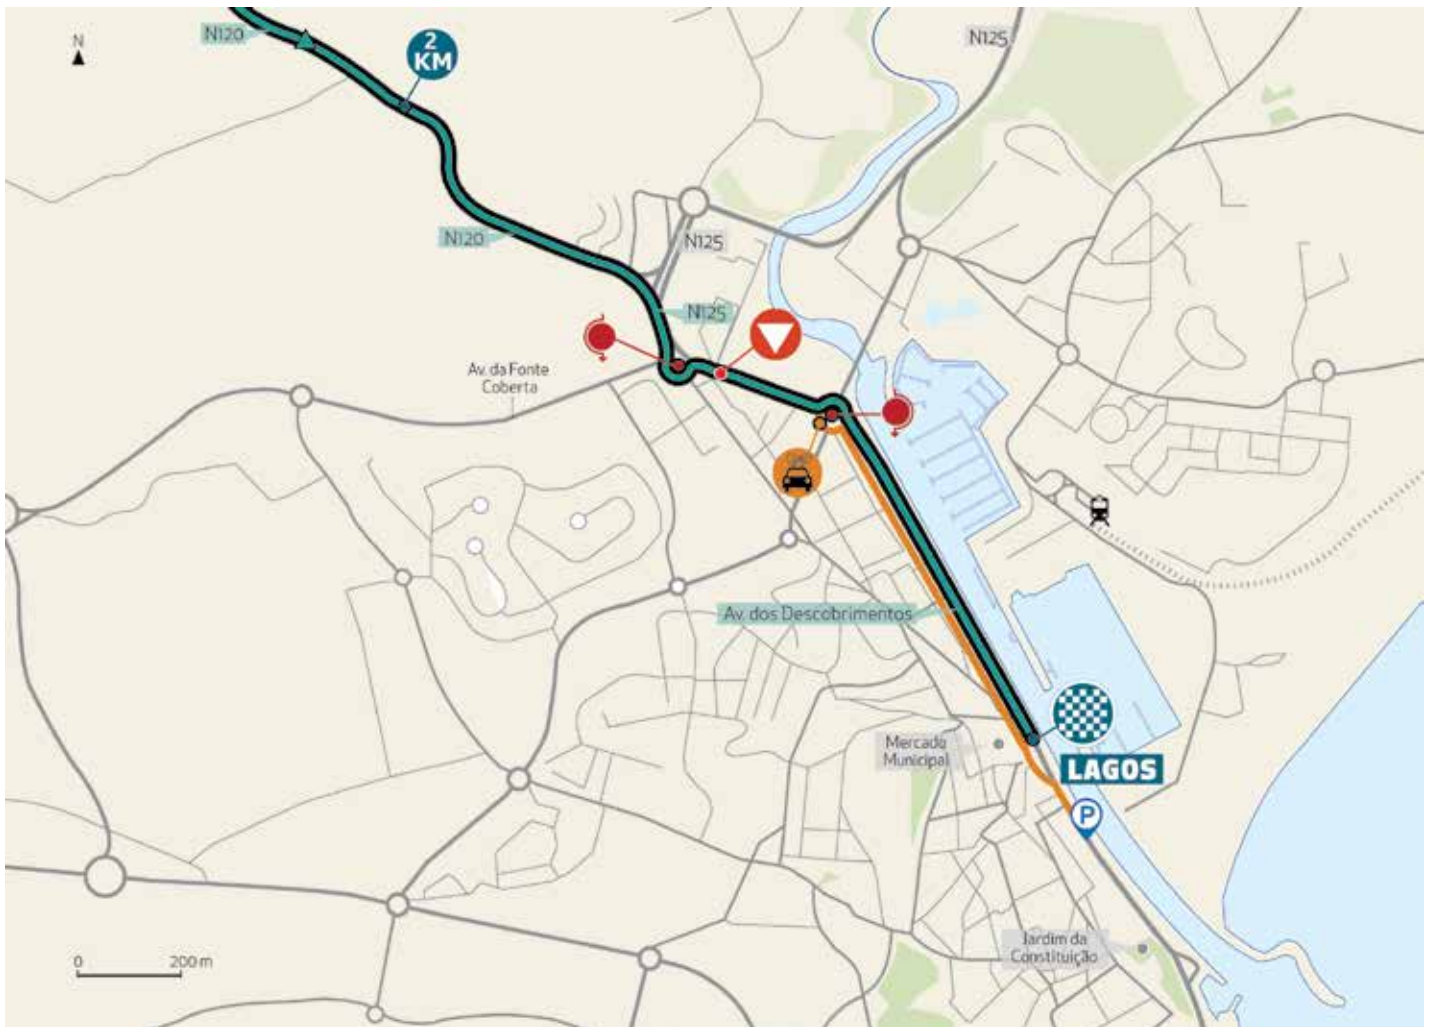 N120
N
2
KM
N125
N120
N125
N125
Av. da Fonte
Coberta
Av. dos Descobrimentos
Mercado
Municipal
LAGOS
P
Jardim da
Constituição
0 200 m